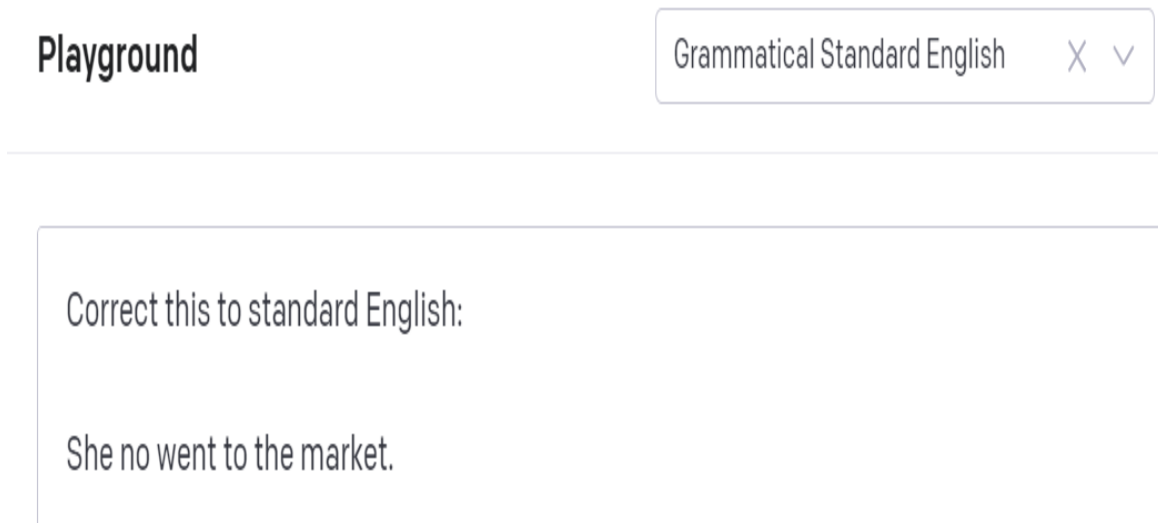 Playground
Grammatical Standard English
Correct this to standard English:
She no went to the market.